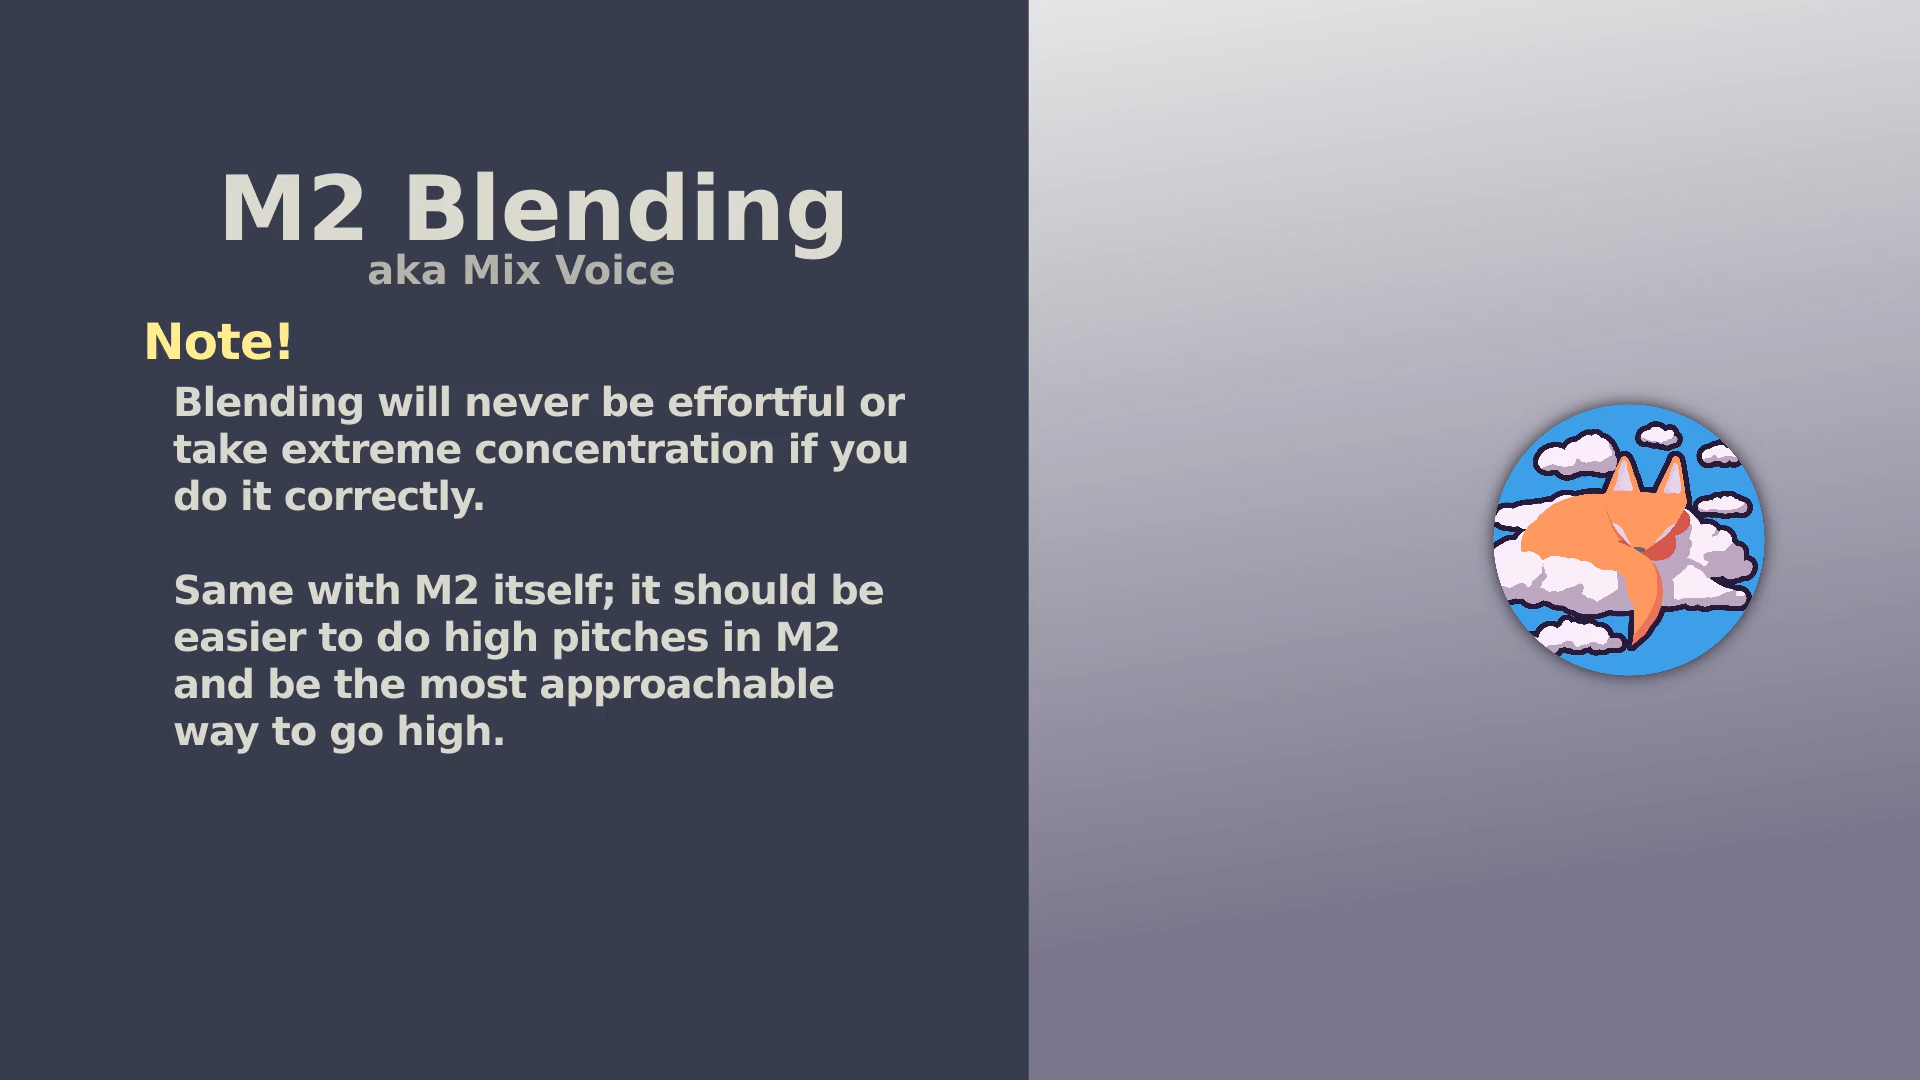 M2 Blending
aka Mix Voice
Note!
Blending will never be effortful or
take extreme concentration if you
do it correctly.
Same with M2 itself; it should be
easier to do high pitches in M2
and be the most approachable
way to go high.